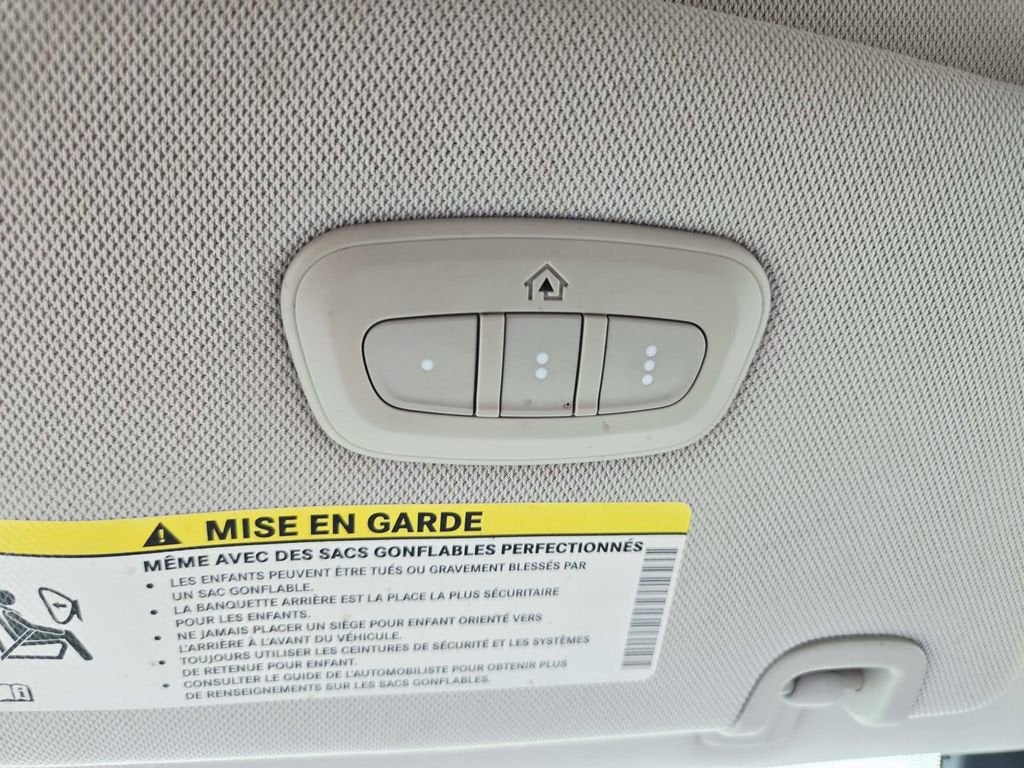 MISE EN GARDE
MÊME AVEC DES SACS GONFLABLES PERFECTIONNÉS
• LES ENFANTS PEUVENT ÊTRE TUÉS OU GRAVEMENT BLESSÉS PAR
UN SAC GONFLABLE.
• LA BANQUETTE ARRIÈRE EST LA PLACE LA PLUS SÉCURITAIRE
POUR LES ENFANTS.
• NE JAMAIS PLACER UN SIÈGE POUR ENFANT ORIENTÉ VERS
L'ARRIÈRE À L'AVANT DU VÉHICULE.
• TOUJOURS UTILISER LES CEINTURES DE SÉCURITÉ ET LES SYSTÈMES
DE RETENUE POUR ENFANT.
• CONSULTER LE GUIDE DE L'AUTOMOBILISTE POUR OBTENIR PLUS
DE RENSEIGNEMENTS SUR LES SACS GONFLABLES.